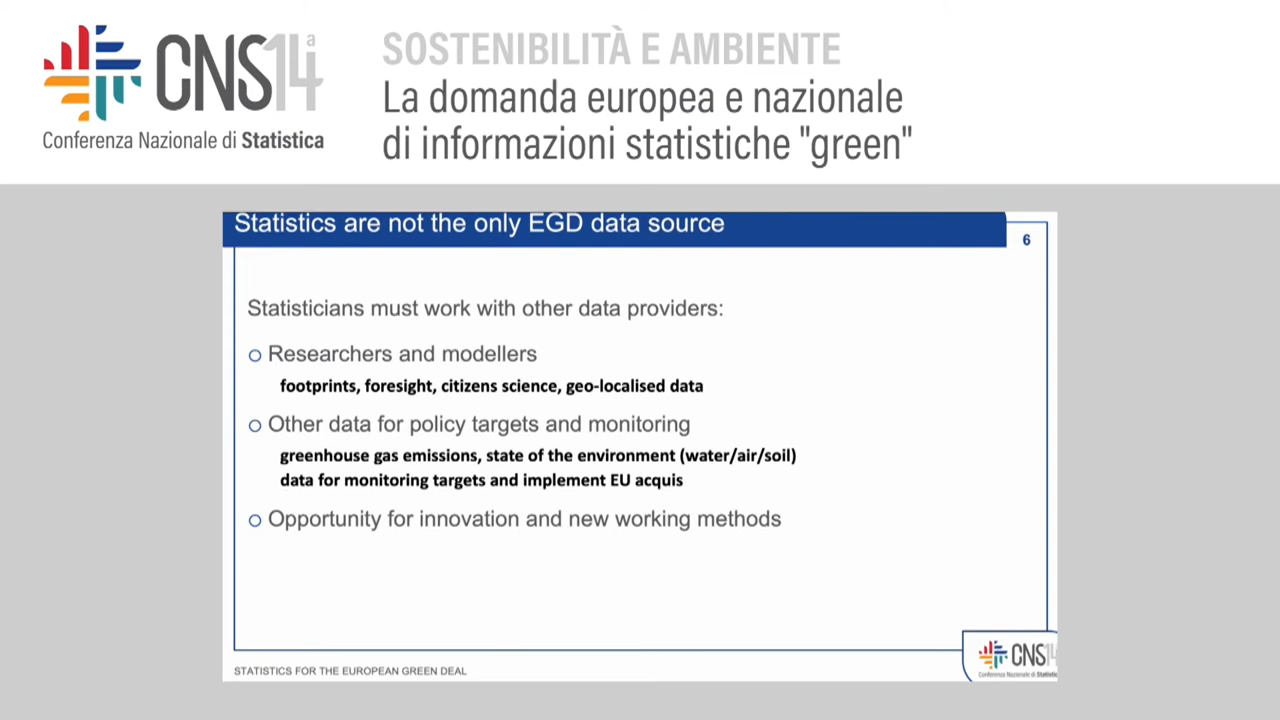 CNS14ª
Conferenza Nazionale di Statistica
SOSTENIBILITÀ E AMBIENTE
La domanda europea e nazionale
di informazioni statistiche "green"
Statistics are not the only EGD data source
6
Statisticians must work with other data providers:
Researchers and modellers
footprints, foresight, citizens science, geo-localised data
Other data for policy targets and monitoring
greenhouse gas emissions, state of the environment (water/air/soil)
data for monitoring targets and implement EU acquis
Opportunity for innovation and new working methods
STATISTICS FOR THE EUROPEAN GREEN DEAL
CNS14
Conferenza Nazionale di Statistic